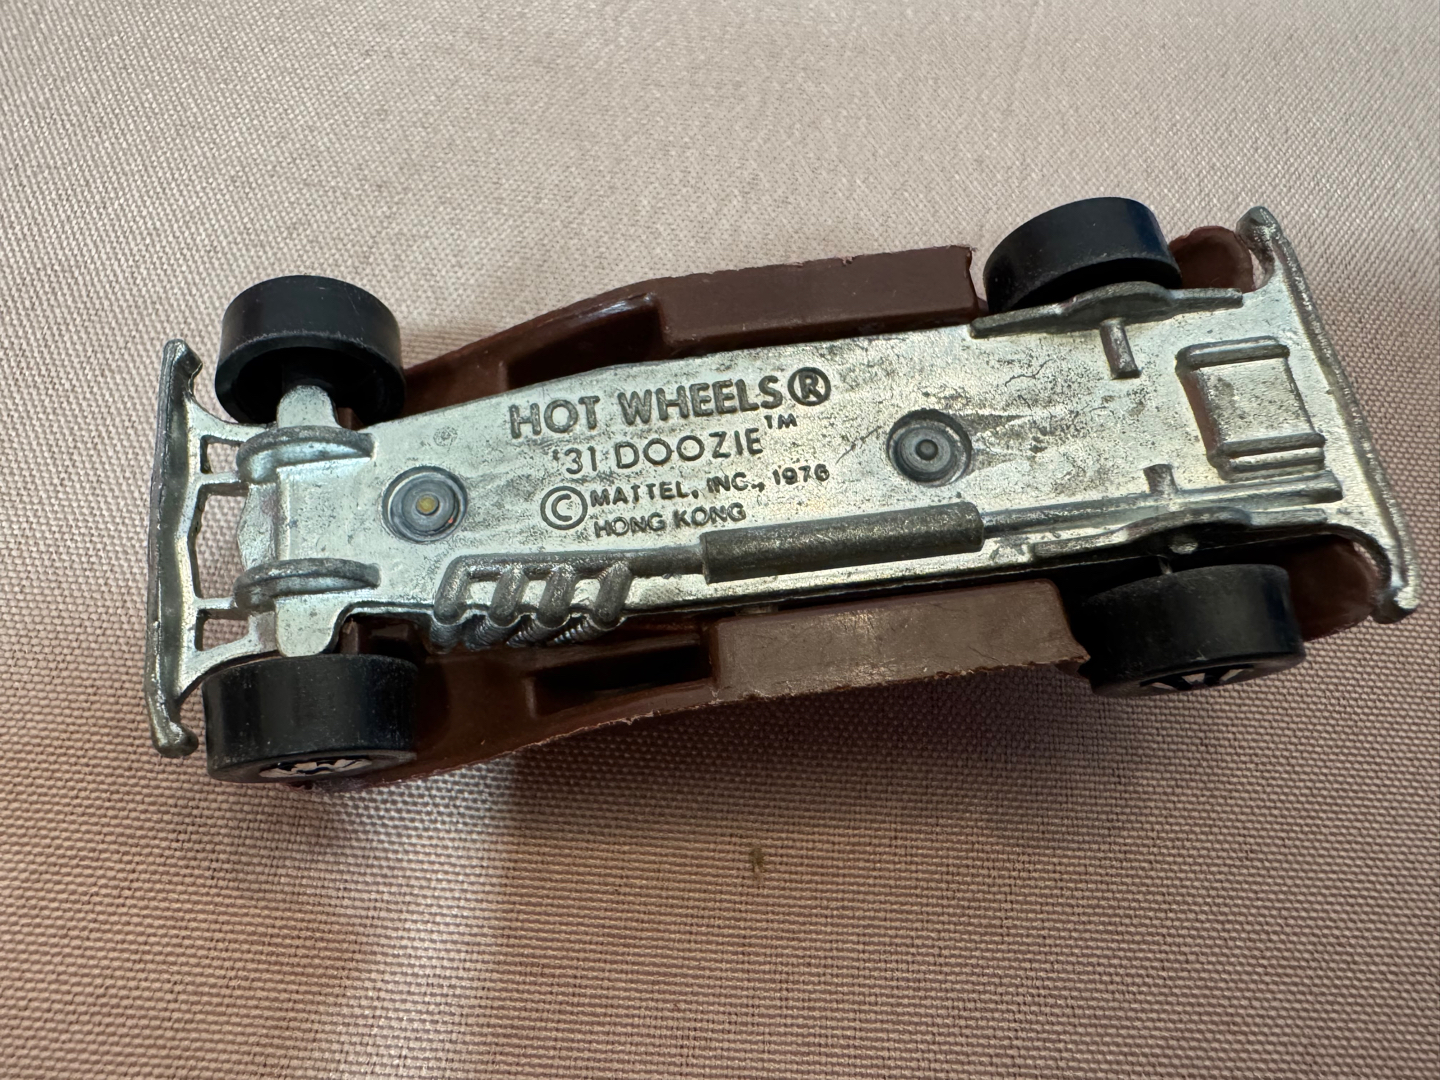 HOT WHEELS®
'31 DOOZIE™
© MATTEL, INC., 1976
HONG KONG